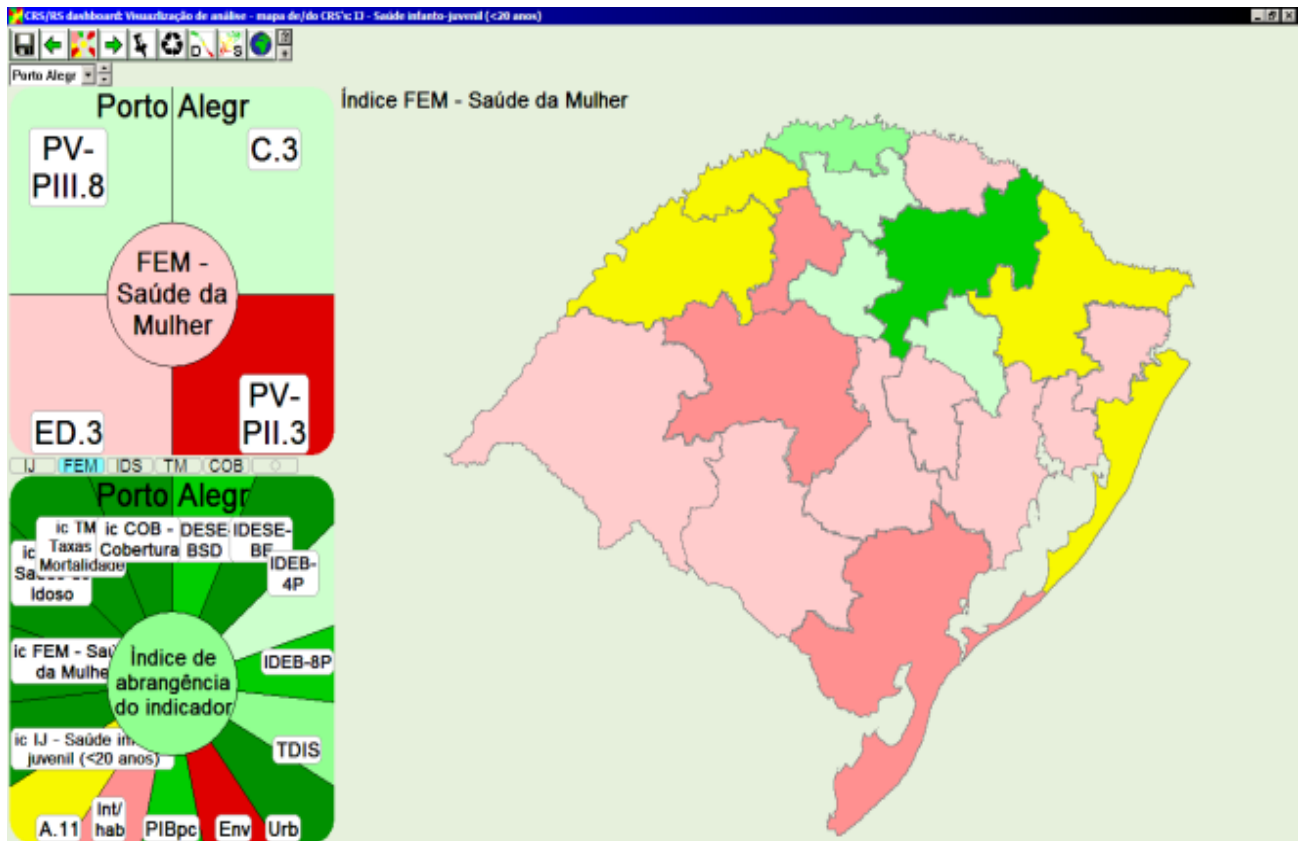 CRS/RS dashboard: Visuazlização de análise - mapa de/do CRS's: IJ - Saúde infanto-juvenil (<20 anos)
D
S
?
Porto Alegr
Porto Alegr
Índice FEM - Saúde da Mulher
PV-
PIII.8
C.3
FEM -
Saúde da
Mulher
ED.3
PV-
PII.3
IJ FEM IDS TM COB
Porto Alegr
ic TM
Taxas
Mortalidade
ic COB -
Cobertura
DESE-
BSD
IDESE-
BE
ic
Idoso
IDEB-
4P
ic FEM - Saú
da Mulhe
Índice de
abrangência
do indicador
IDEB-8P
ic IJ - Saúde in
juvenil (<20 anos)
TDIS
A.11
Int/
hab
PIBpc
Env
Urb